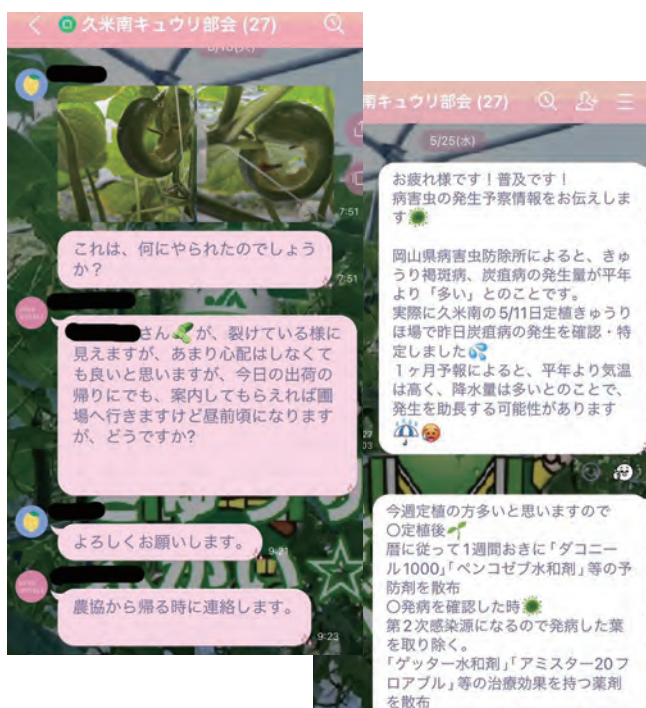 久米南キュウリ部会 (27)
7:51
これは、何にやられたのでしょう
か?
7:51
さん🥒が、裂けている様に
見えますが、あまり心配はしなくて
も良いと思いますが、今日の出荷の
帰りにでも、案内してもらえれば圃
場へ行きますけど昼前頃になります
が、どうですか?
よろしくお願いします。
9:21
農協から帰る時に連絡します。
9:23
南キュウリ部会 (27)
5/25(水)
お疲れ様です!普及です!
病害虫の発生予察情報をお伝えしま
す
岡山県病害虫防除所によると、きゅ
うり褐斑病、炭疽病の発生量が平年
より「多い」とのことです。
実際に久米南の5/11日定植きゅうり
ほ場で昨日炭疽病の発生を確認・特
定しました💦
1ヶ月予報によると、平年より気温
は高く、降水量は多いとのことで、
発生を助長する可能性があります
☔🥵
今週定植の方多いと思いますので
〇定植後🌱
暦に従って1週間おきに「ダコニー
ル1000」「ペンコゼブ水和剤」等の予
防剤を散布
〇発病を確認した時
第2次感染源になるので発病した葉
を取り除く。
「ゲッター水和剤」「アミスター20フ
ロアブル」等の治療効果を持つ薬剤
を散布